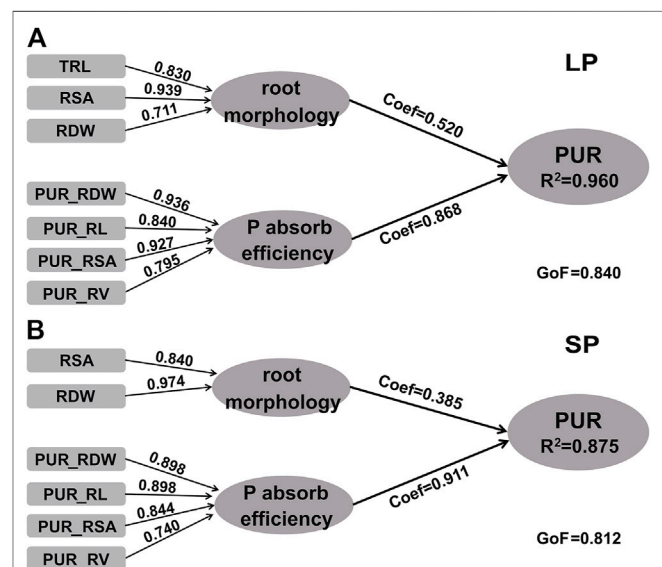 A
LP
TRL
0.830
RSA
0.939
RDW
0.711
root
morphology
Coef=0.520
PUR
R²=0.960
PUR_RDW
0.936
PUR_RL
0.840
PUR_RSA
0.927
PUR_RV
0.795
P absorb
efficiency
Coef=0.868
GoF=0.840
B
SP
RSA
0.840
RDW
0.974
root
morphology
Coef=0.385
PUR
R²=0.875
PUR_RDW
0.898
PUR_RL
0.898
PUR_RSA
0.844
PUR_RV
0.740
P absorb
efficiency
Coef=0.911
GoF=0.812